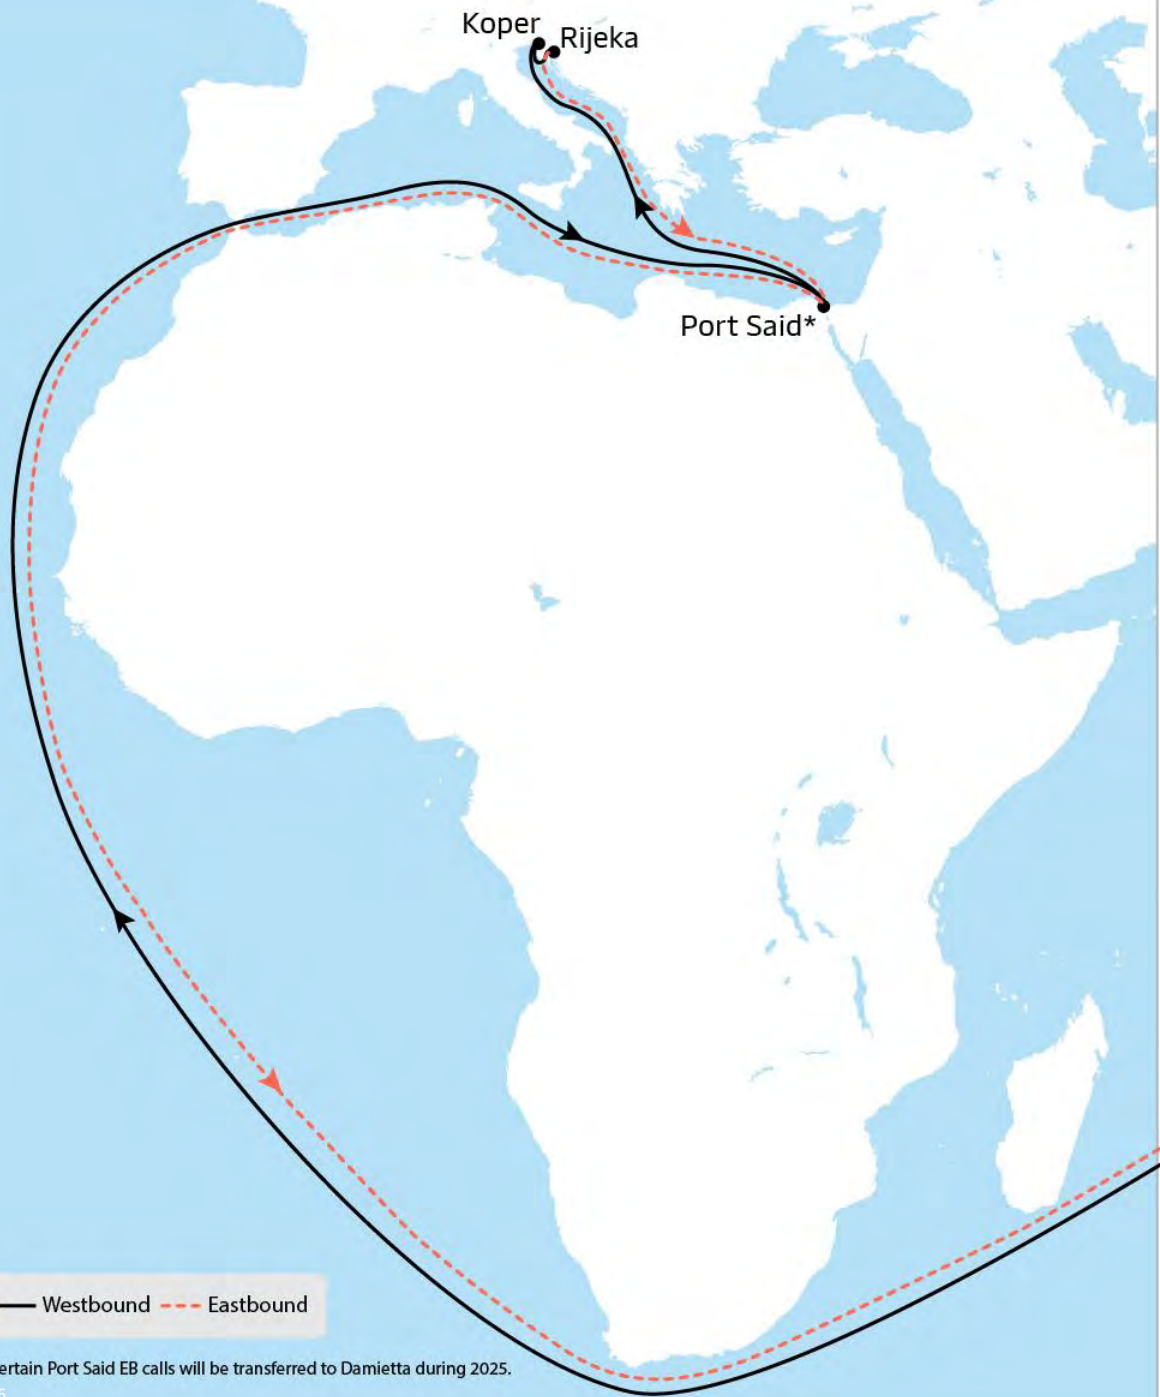 Koper
Rijeka
Port Said*
Westbound
Eastbound
ertain Port Said EB calls will be transferred to Damietta during 2025.